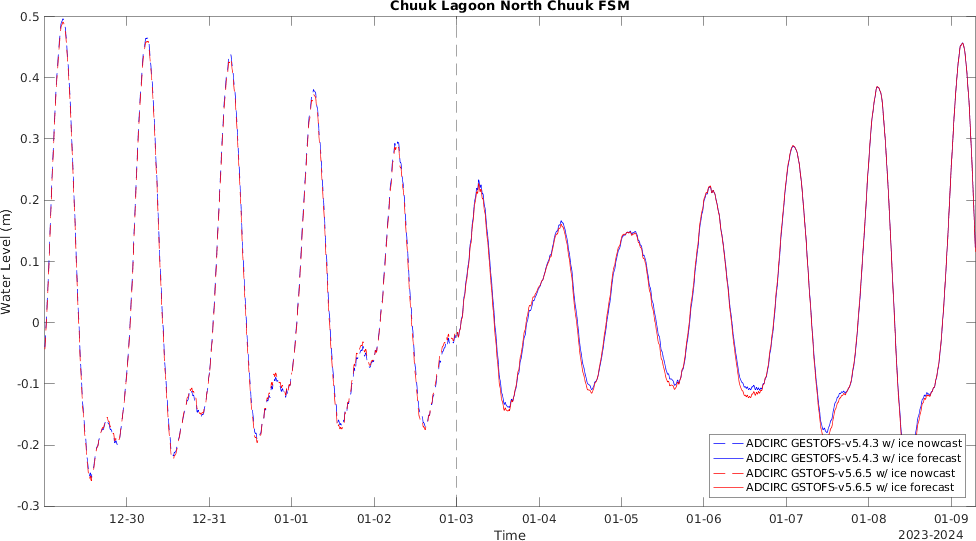 Chuuk Lagoon North Chuuk FSM
0.5
0.4
0.3
0.2
0.1
0
-0.1
-0.2
-0.3
Water Level (m)
ADCIRC GESTOFS-v5.4.3 w/ ice nowcast
ADCIRC GESTOFS-v5.4.3 w/ ice forecast
ADCIRC GSTOFS-v5.6.5 w/ ice nowcast
ADCIRC GSTOFS-v5.6.5 w/ ice forecast
12-30 12-31 01-01 01-02 01-03 01-04 01-05 01-06 01-07 01-08 01-09
Time
2023-2024